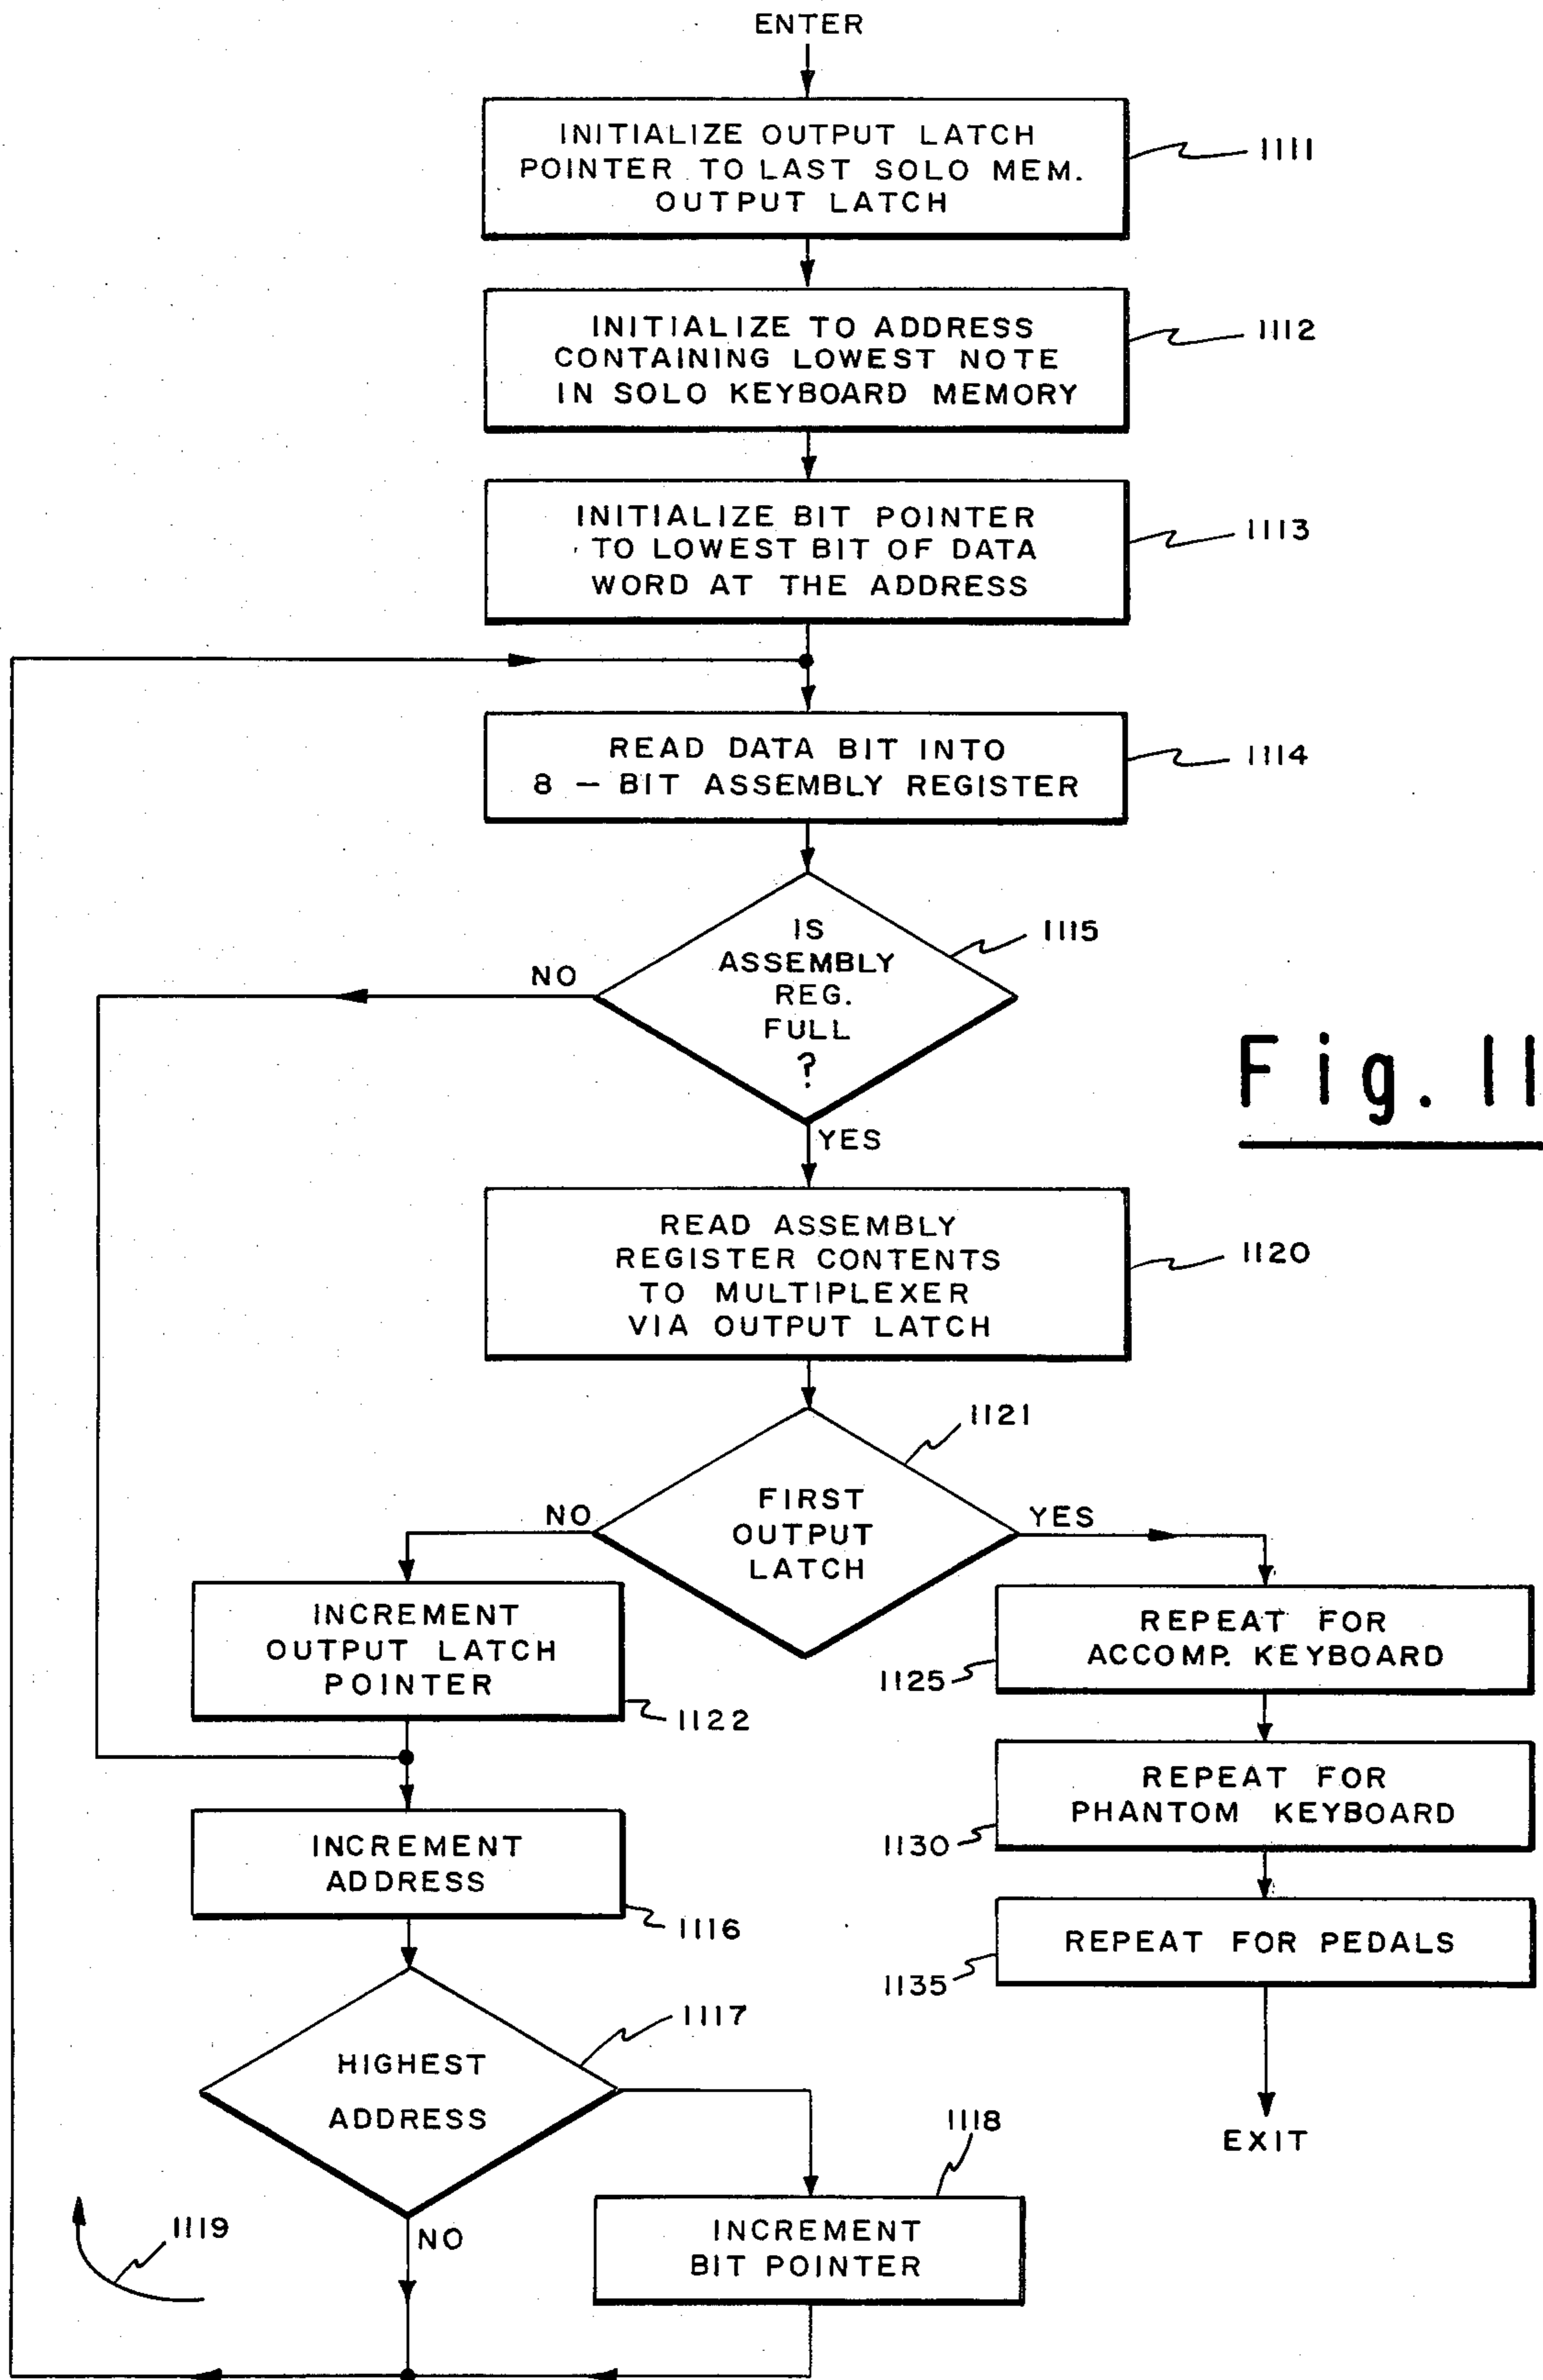 ENTER
INITIALIZE OUTPUT LATCH
POINTER TO LAST SOLO MEM.
OUTPUT LATCH
1111
INITIALIZE TO ADDRESS
CONTAINING LOWEST NOTE
IN SOLO KEYBOARD MEMORY
1112
INITIALIZE BIT POINTER
TO LOWEST BIT OF DATA
WORD AT THE ADDRESS
1113
READ DATA BIT INTO
8 – BIT ASSEMBLY REGISTER
1114
IS
ASSEMBLY
REG.
FULL
?
1115
NO
YES
Fig. 11
READ ASSEMBLY
REGISTER CONTENTS
TO MULTIPLEXER
VIA OUTPUT LATCH
1120
FIRST
OUTPUT
LATCH
1121
NO
YES
INCREMENT
OUTPUT LATCH
POINTER
1122
REPEAT FOR
ACCOMP. KEYBOARD
1125
REPEAT FOR
PHANTOM KEYBOARD
1130
INCREMENT
ADDRESS
1116
REPEAT FOR PEDALS
1135
EXIT
HIGHEST
ADDRESS
1117
NO
1118
INCREMENT
BIT POINTER
1119